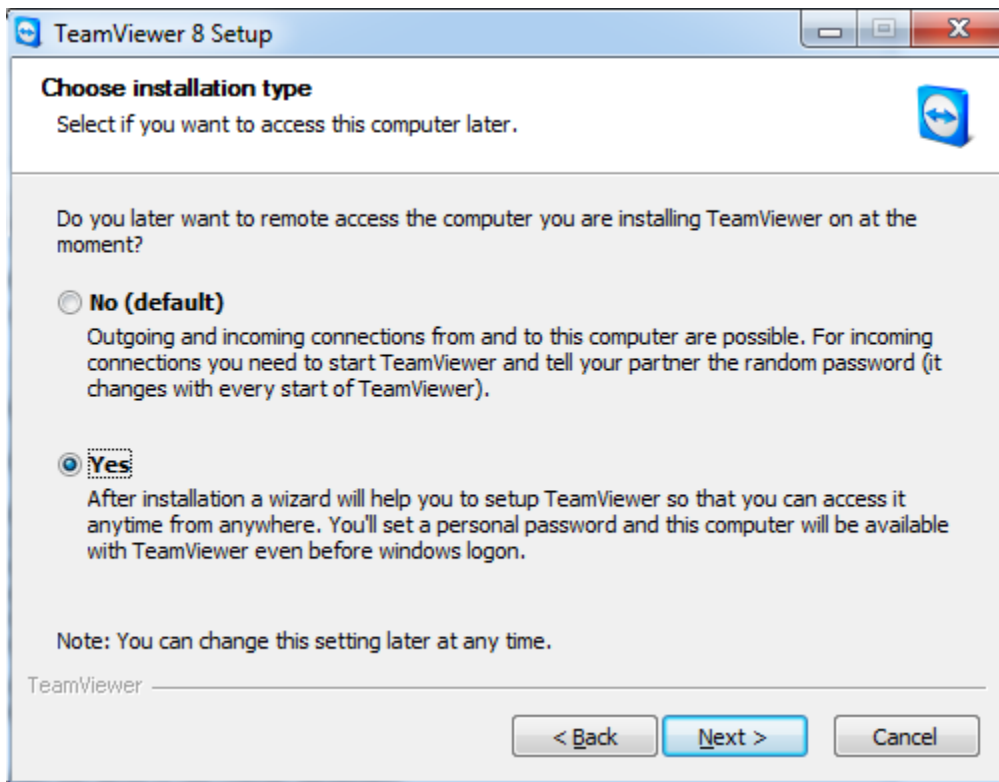 TeamViewer 8 Setup
Choose installation type
Select if you want to access this computer later.
Do you later want to remote access the computer you are installing TeamViewer on at the
moment?
No (default)
Outgoing and incoming connections from and to this computer are possible. For incoming
connections you need to start TeamViewer and tell your partner the random password (it
changes with every start of TeamViewer).
Yes
After installation a wizard will help you to setup TeamViewer so that you can access it
anytime from anywhere. You'll set a personal password and this computer will be available
with TeamViewer even before windows logon.
Note: You can change this setting later at any time.
TeamViewer
< Back Next > Cancel